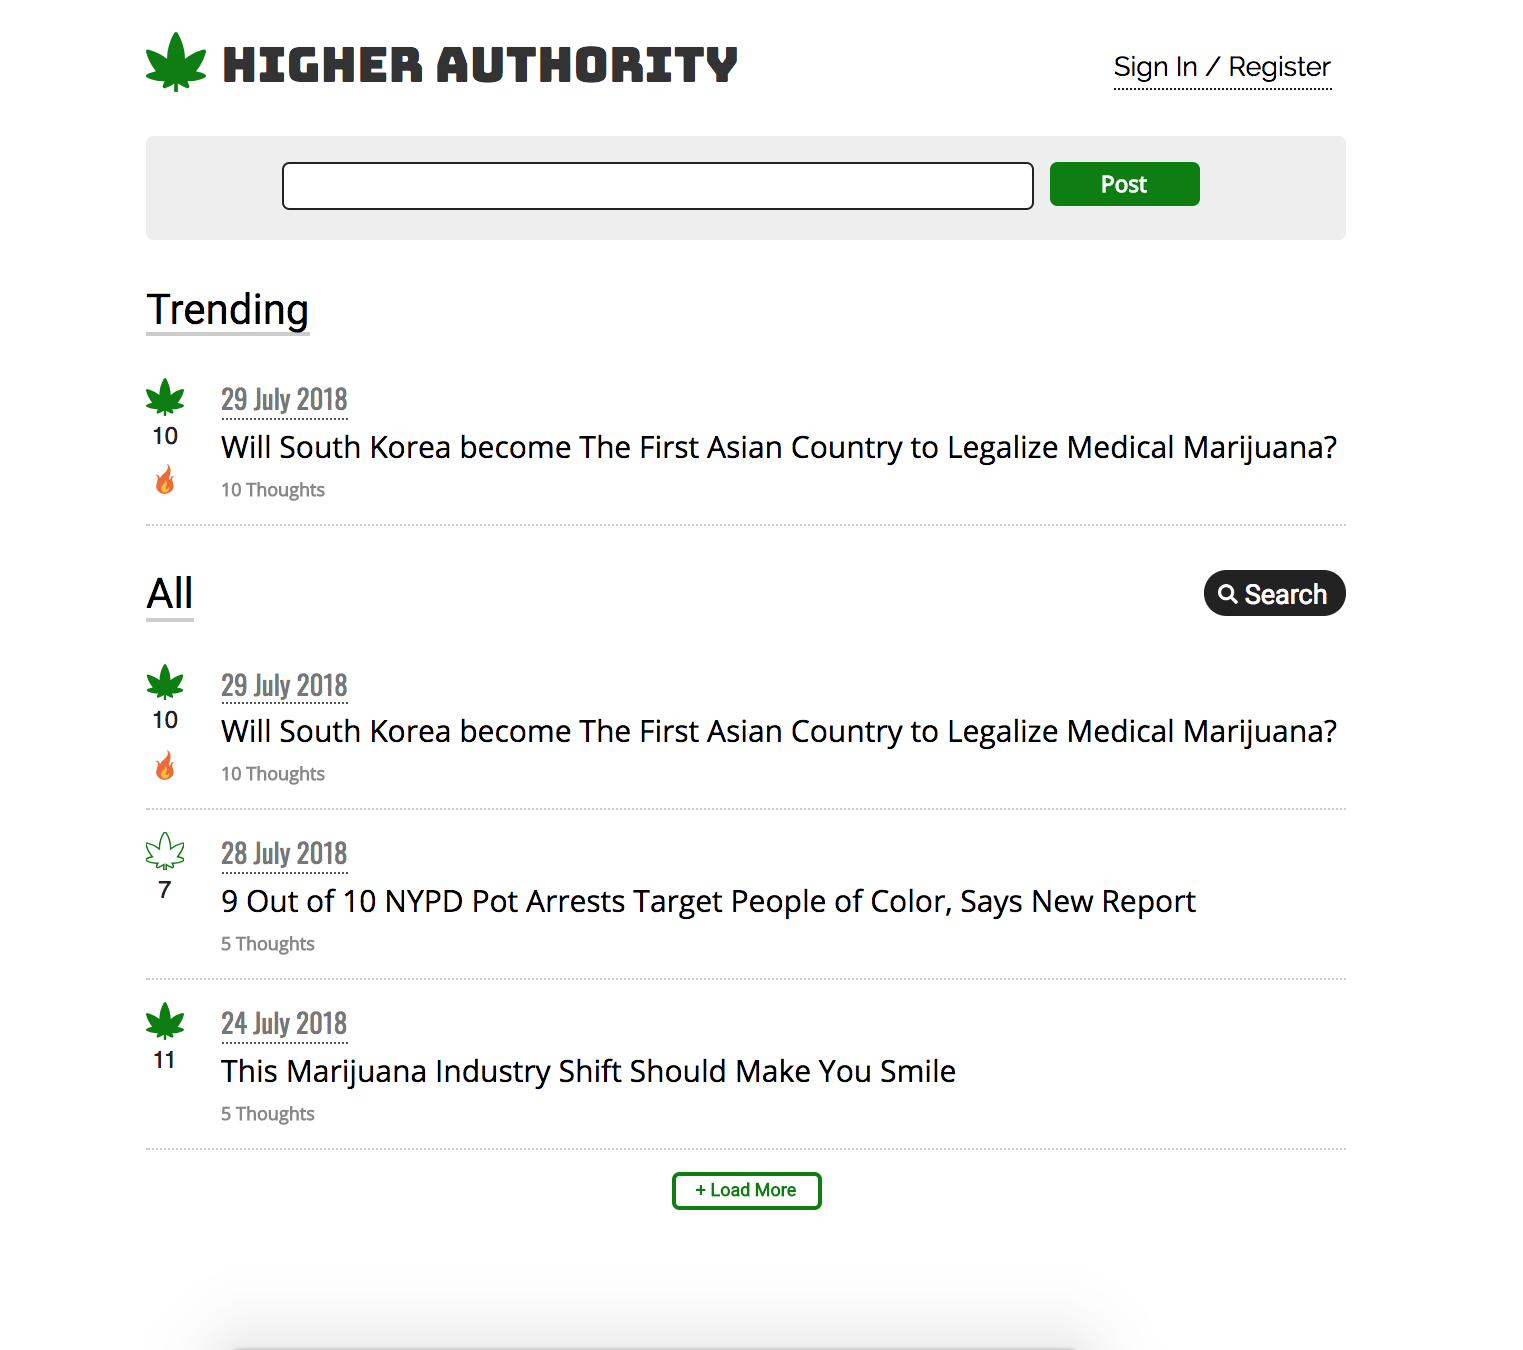 HIGHER AUTHORITY
Sign In / Register
Post
Trending
29 July 2018
10
Will South Korea become The First Asian Country to Legalize Medical Marijuana?
10 Thoughts
All
Search
29 July 2018
10
Will South Korea become The First Asian Country to Legalize Medical Marijuana?
10 Thoughts
28 July 2018
7
9 Out of 10 NYPD Pot Arrests Target People of Color, Says New Report
5 Thoughts
24 July 2018
11
This Marijuana Industry Shift Should Make You Smile
5 Thoughts
+ Load More